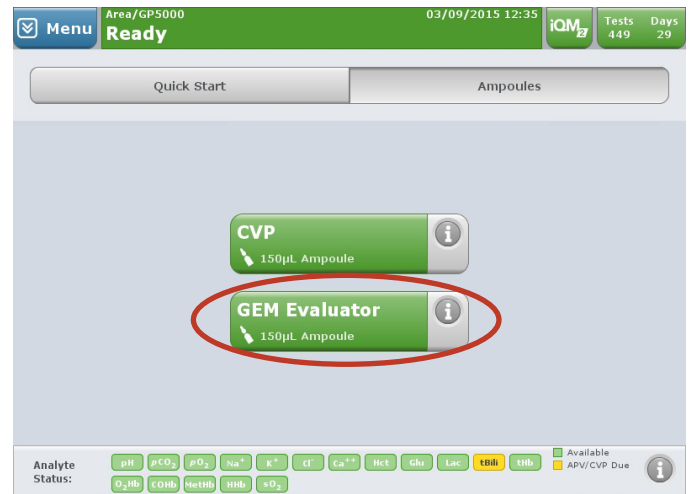 Menu
Area/GP5000
Ready
03/09/2015 12:35
iQM2
Tests
449
Days
29
Quick Start
Ampoules
CVP
150µL Ampoule
GEM Evaluator
150µL Ampoule
Analyte
Status:
pH pCO₂ pO₂ Na⁺ K⁺ Cl⁻ Ca⁺⁺ Hct Glu Lac tBili tHb
O₂Hb COHb MetHb HHb sO₂
Available
APV/CVP Due